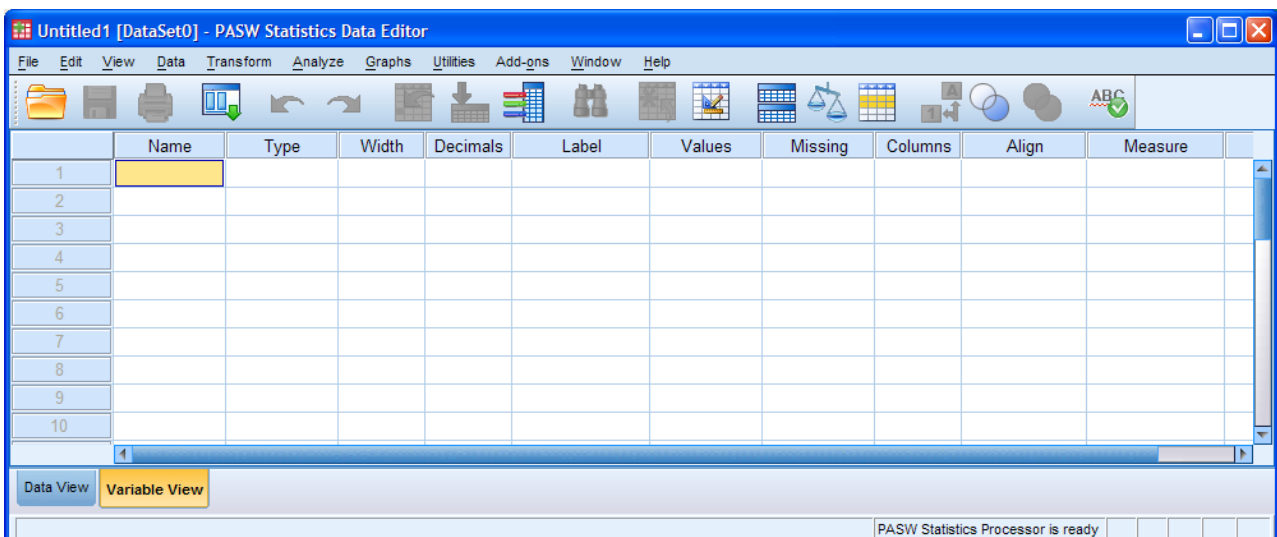 Untitled1 [DataSet0] - PASW Statistics Data Editor
File Edit View Data Transform Analyze Graphs Utilities Add-ons Window Help
A
1
ABC
Name Type Width Decimals Label Values Missing Columns Align Measure
1
2
3
4
5
6
7
8
9
10
Data View Variable View
PASW Statistics Processor is ready